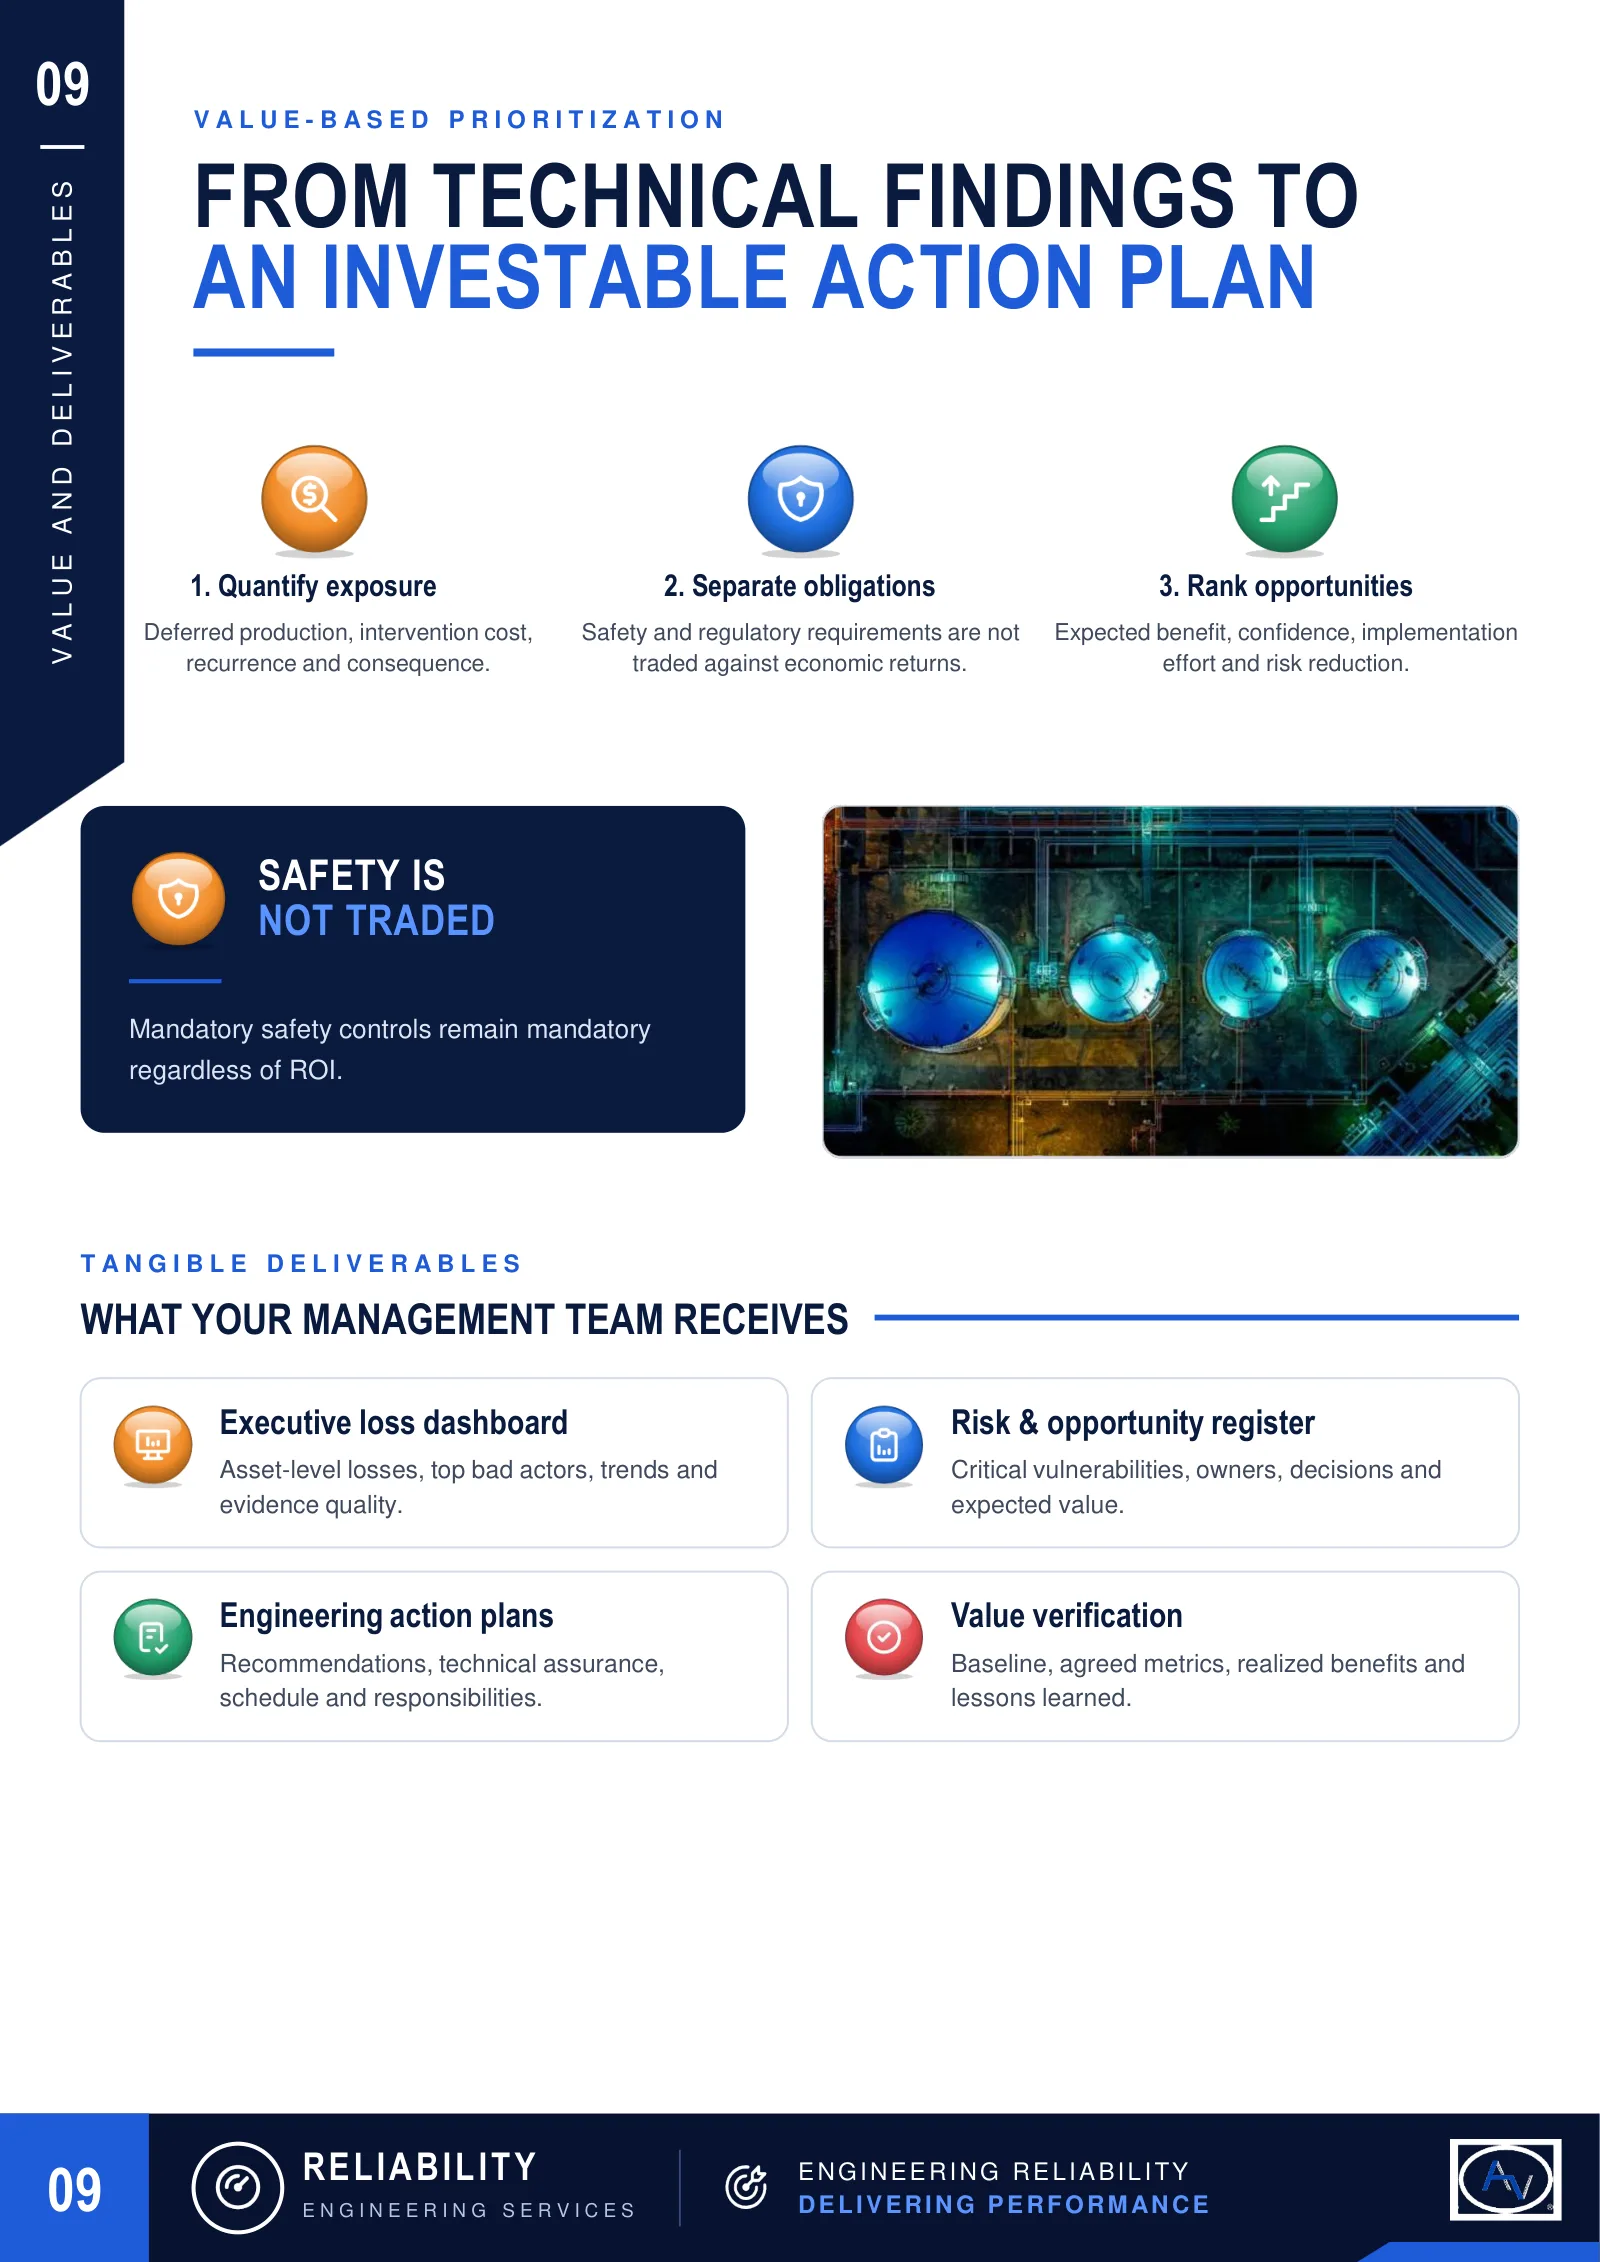 09
VALUE AND DELIVERABLES
VALUE-BASED PRIORITIZATION
FROM TECHNICAL FINDINGS TO
AN INVESTABLE ACTION PLAN
1. Quantify exposure
Deferred production, intervention cost,
recurrence and consequence.
2. Separate obligations
Safety and regulatory requirements are not
traded against economic returns.
3. Rank opportunities
Expected benefit, confidence, implementation
effort and risk reduction.
SAFETY IS
NOT TRADED
Mandatory safety controls remain mandatory
regardless of ROI.
TANGIBLE DELIVERABLES
WHAT YOUR MANAGEMENT TEAM RECEIVES
Executive loss dashboard
Asset-level losses, top bad actors, trends and
evidence quality.
Risk & opportunity register
Critical vulnerabilities, owners, decisions and
expected value.
Engineering action plans
Recommendations, technical assurance,
schedule and responsibilities.
Value verification
Baseline, agreed metrics, realized benefits and
lessons learned.
09
RELIABILITY
ENGINEERING SERVICES
ENGINEERING RELIABILITY
DELIVERING PERFORMANCE
AV
®